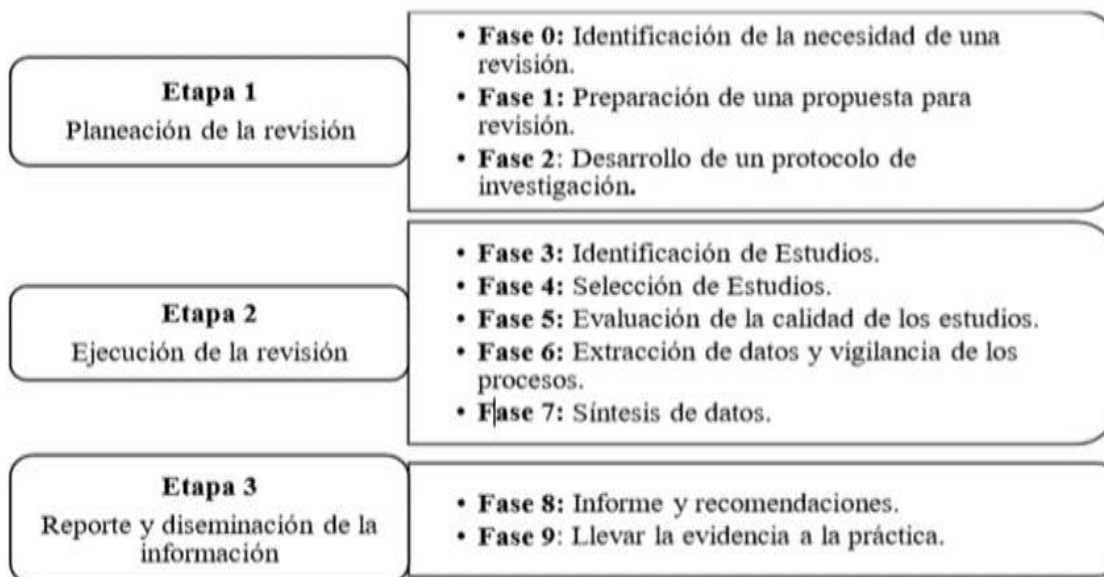 Etapa 1
Planeación de la revisión
• Fase 0: Identificación de la necesidad de una
revisión.
• Fase 1: Preparación de una propuesta para
revisión.
• Fase 2: Desarrollo de un protocolo de
investigación.
Etapa 2
Ejecución de la revisión
• Fase 3: Identificación de Estudios.
• Fase 4: Selección de Estudios.
• Fase 5: Evaluación de la calidad de los estudios.
• Fase 6: Extracción de datos y vigilancia de los
procesos.
• Fase 7: Síntesis de datos.
Etapa 3
Reporte y diseminación de la
información
• Fase 8: Informe y recomendaciones.
• Fase 9: Llevar la evidencia a la práctica.